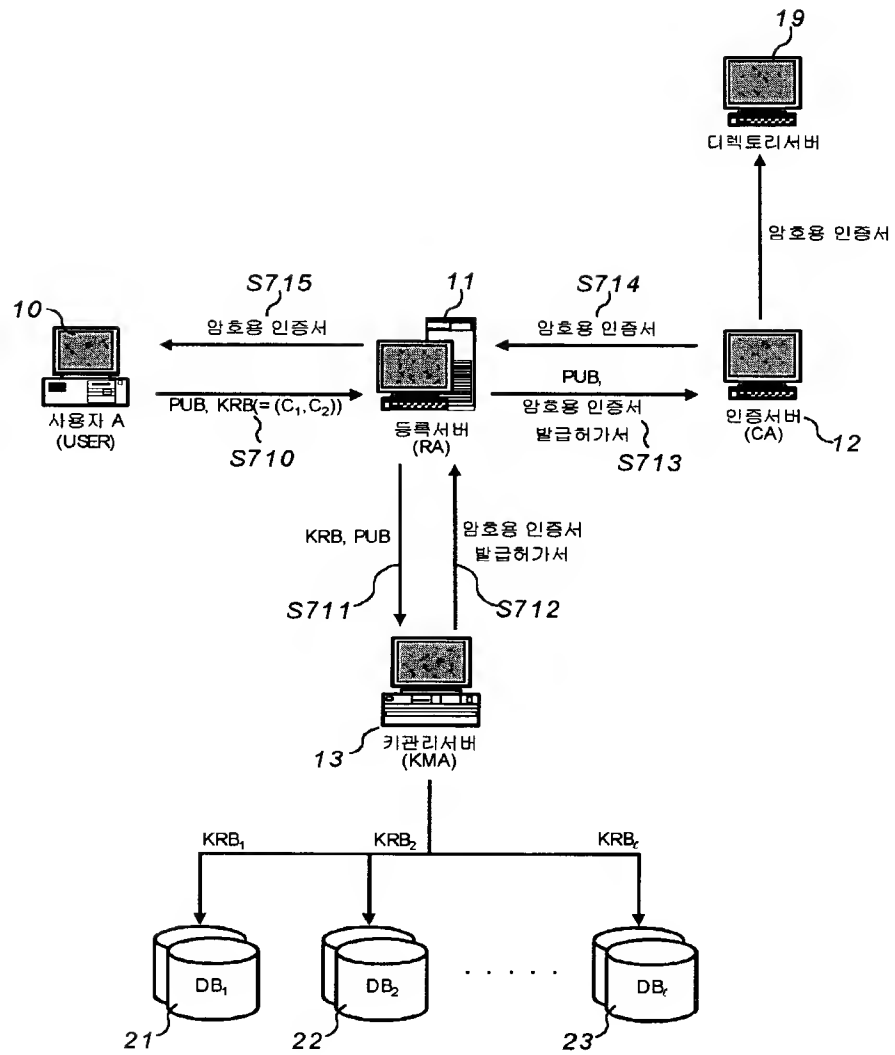 19
디렉토리서버
암호용 인증서
S715
11
S714
10
암호용 인증서
암호용 인증서
PUB, KRB(= (C₁, C₂))
PUB,
암호용 인증서
발급허가서
사용자 A
(USER)
S710
등록서버
(RA)
S713
인증서버
(CA)
12
KRB, PUB
암호용 인증서
발급허가서
S711
S712
13
키관리서버
(KMA)
KRB₁
KRB₂
KRBℓ
DB₁
DB₂
. . . . .
DBℓ
21
22
23